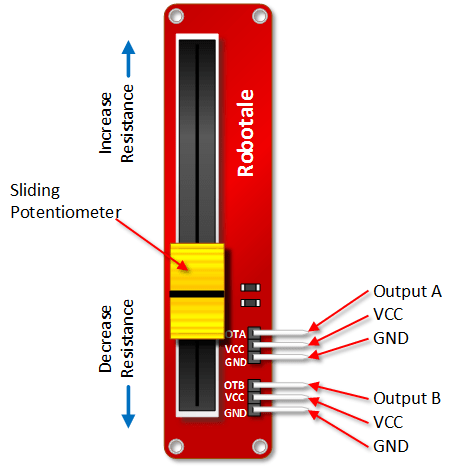 Increase
Resistance
Robotale
Sliding
Potentiometer
Decrease
Resistance
OTA
VCC
GND
Output A
VCC
GND
OTB
VCC
GND
Output B
VCC
GND